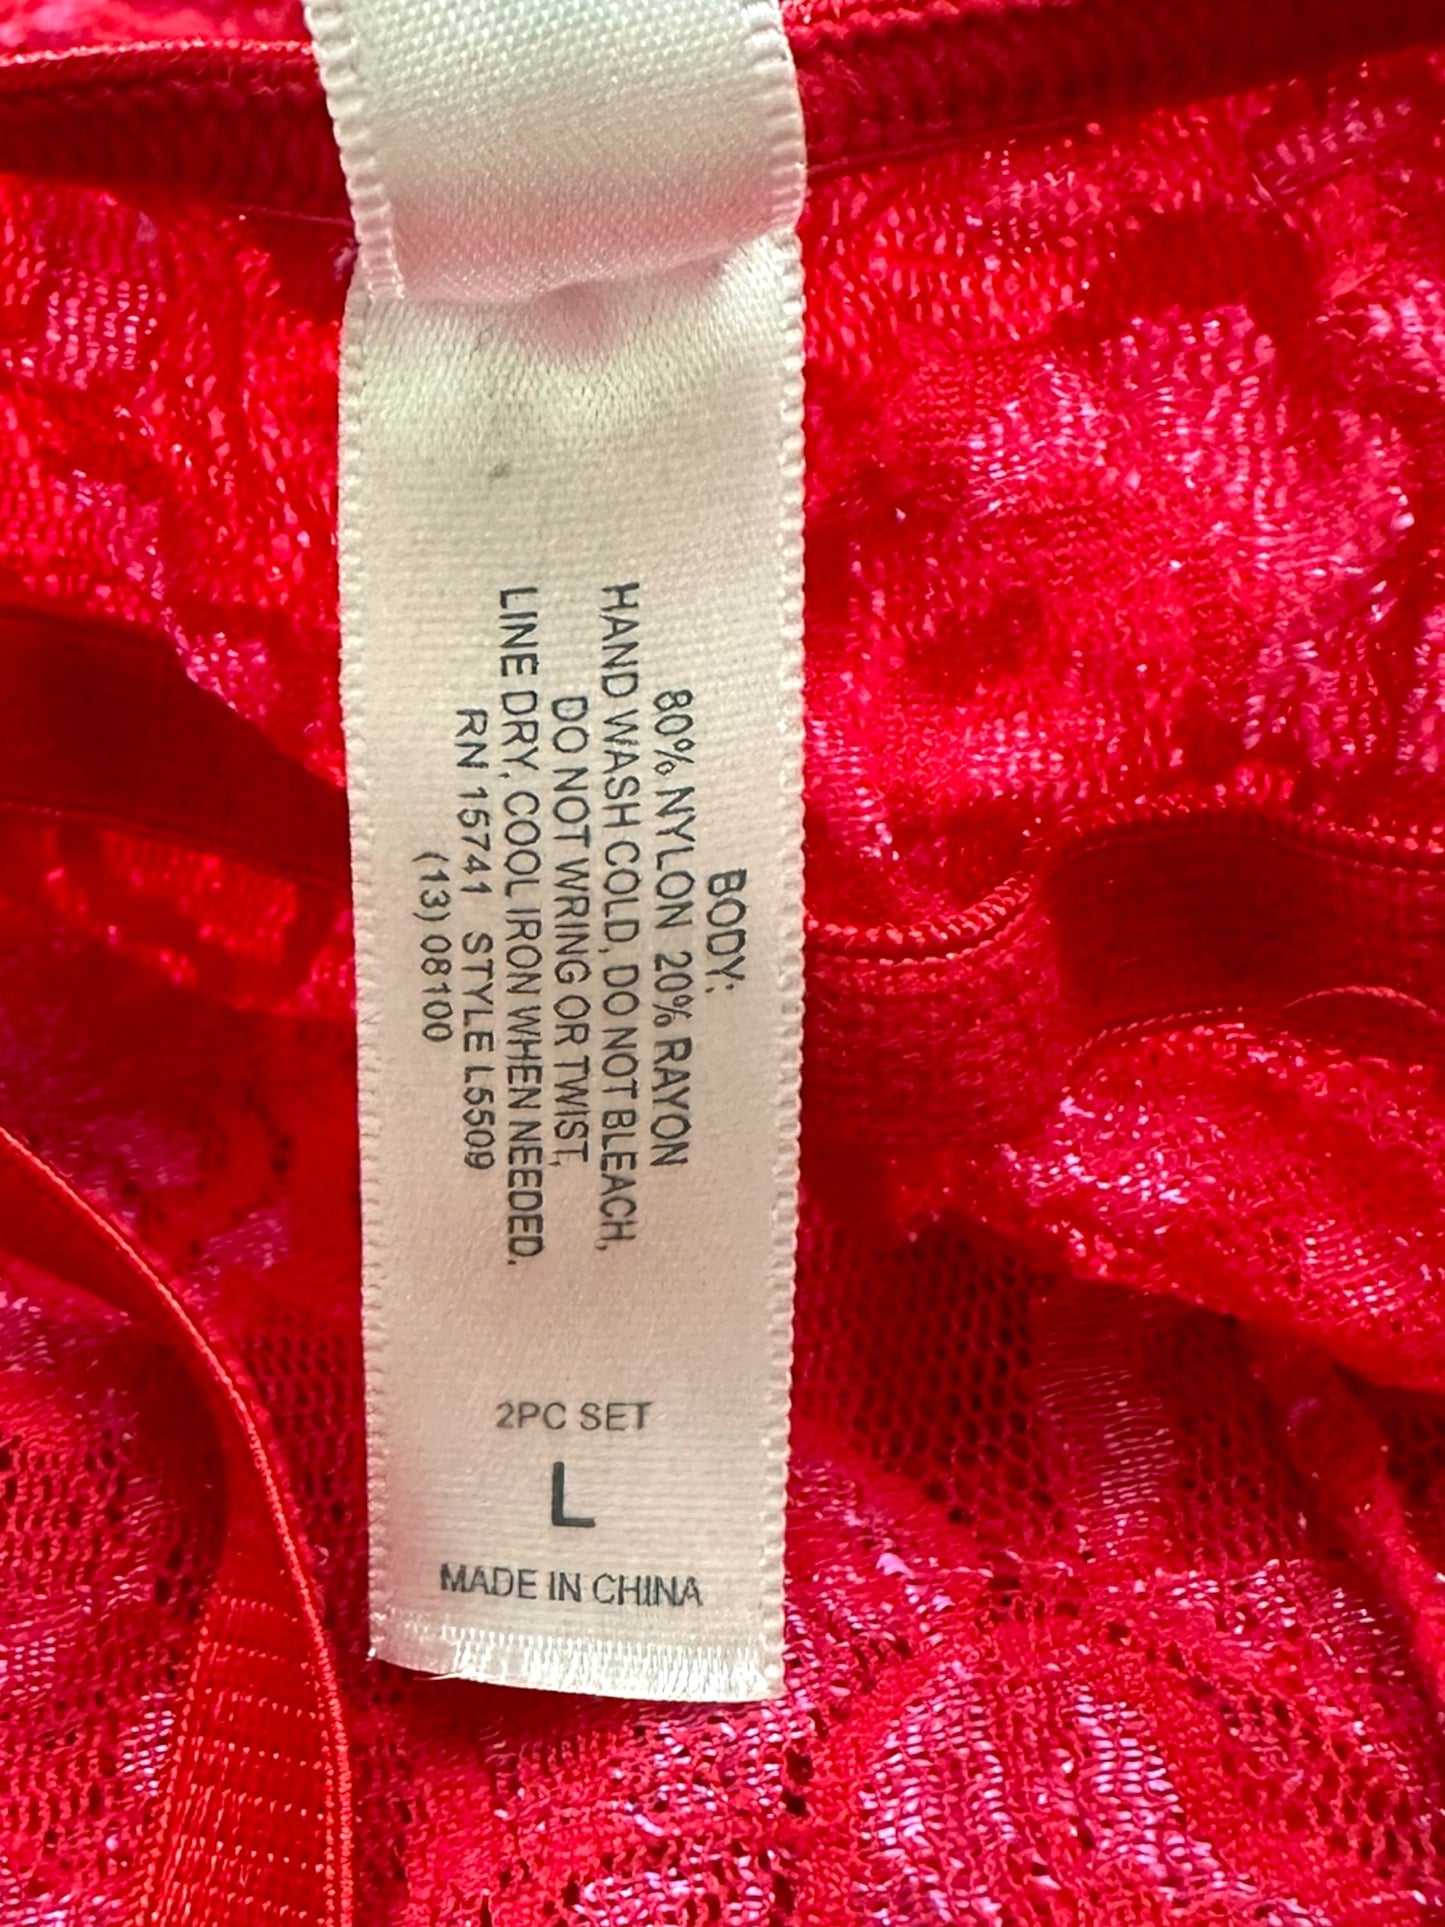 BODY:
80% NYLON 20% RAYON
HAND WASH COLD, DO NOT BLEACH,
DO NOT WRING OR TWIST,
LINE DRY, COOL IRON WHEN NEEDED.
RN 15741 STYLE L5509
(13) 08100
2PC SET
L
MADE IN CHINA